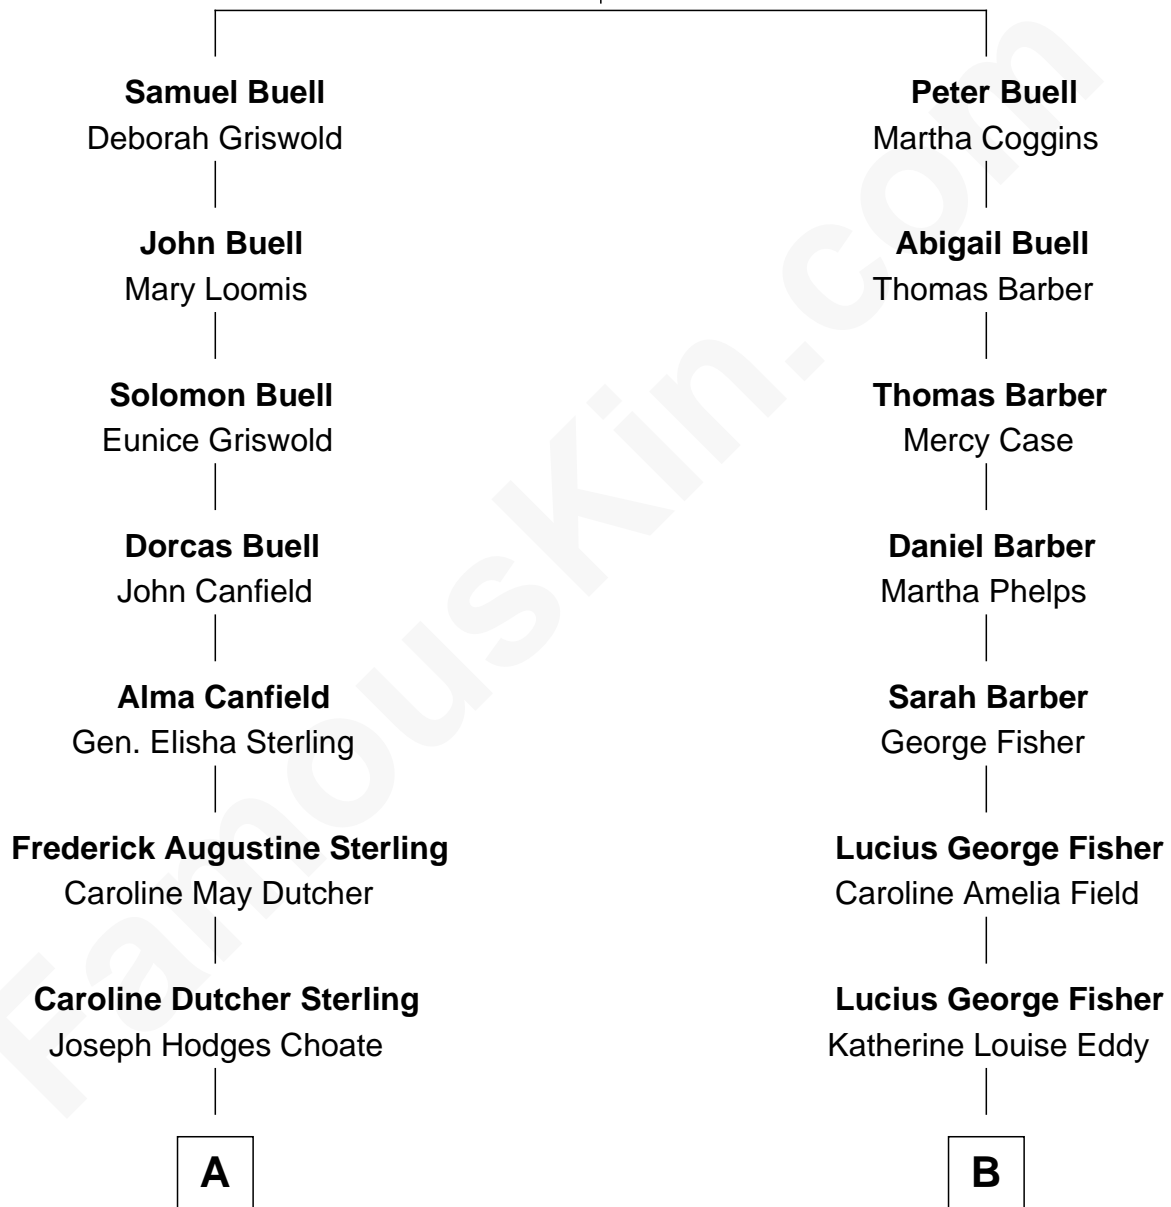 Samuel Buell
Deborah Griswold
John Buell
Mary Loomis
Solomon Buell
Eunice Griswold
Dorcas Buell
John Canfield
Alma Canfield
Gen. Elisha Sterling
Frederick Augustine Sterling
Caroline May Dutcher
Caroline Dutcher Sterling
Joseph Hodges Choate
A
Peter Buell
Martha Coggins
Abigail Buell
Thomas Barber
Thomas Barber
Mercy Case
Daniel Barber
Martha Phelps
Sarah Barber
George Fisher
Lucius George Fisher
Caroline Amelia Field
Lucius George Fisher
Katherine Louise Eddy
B
FamousKin.com